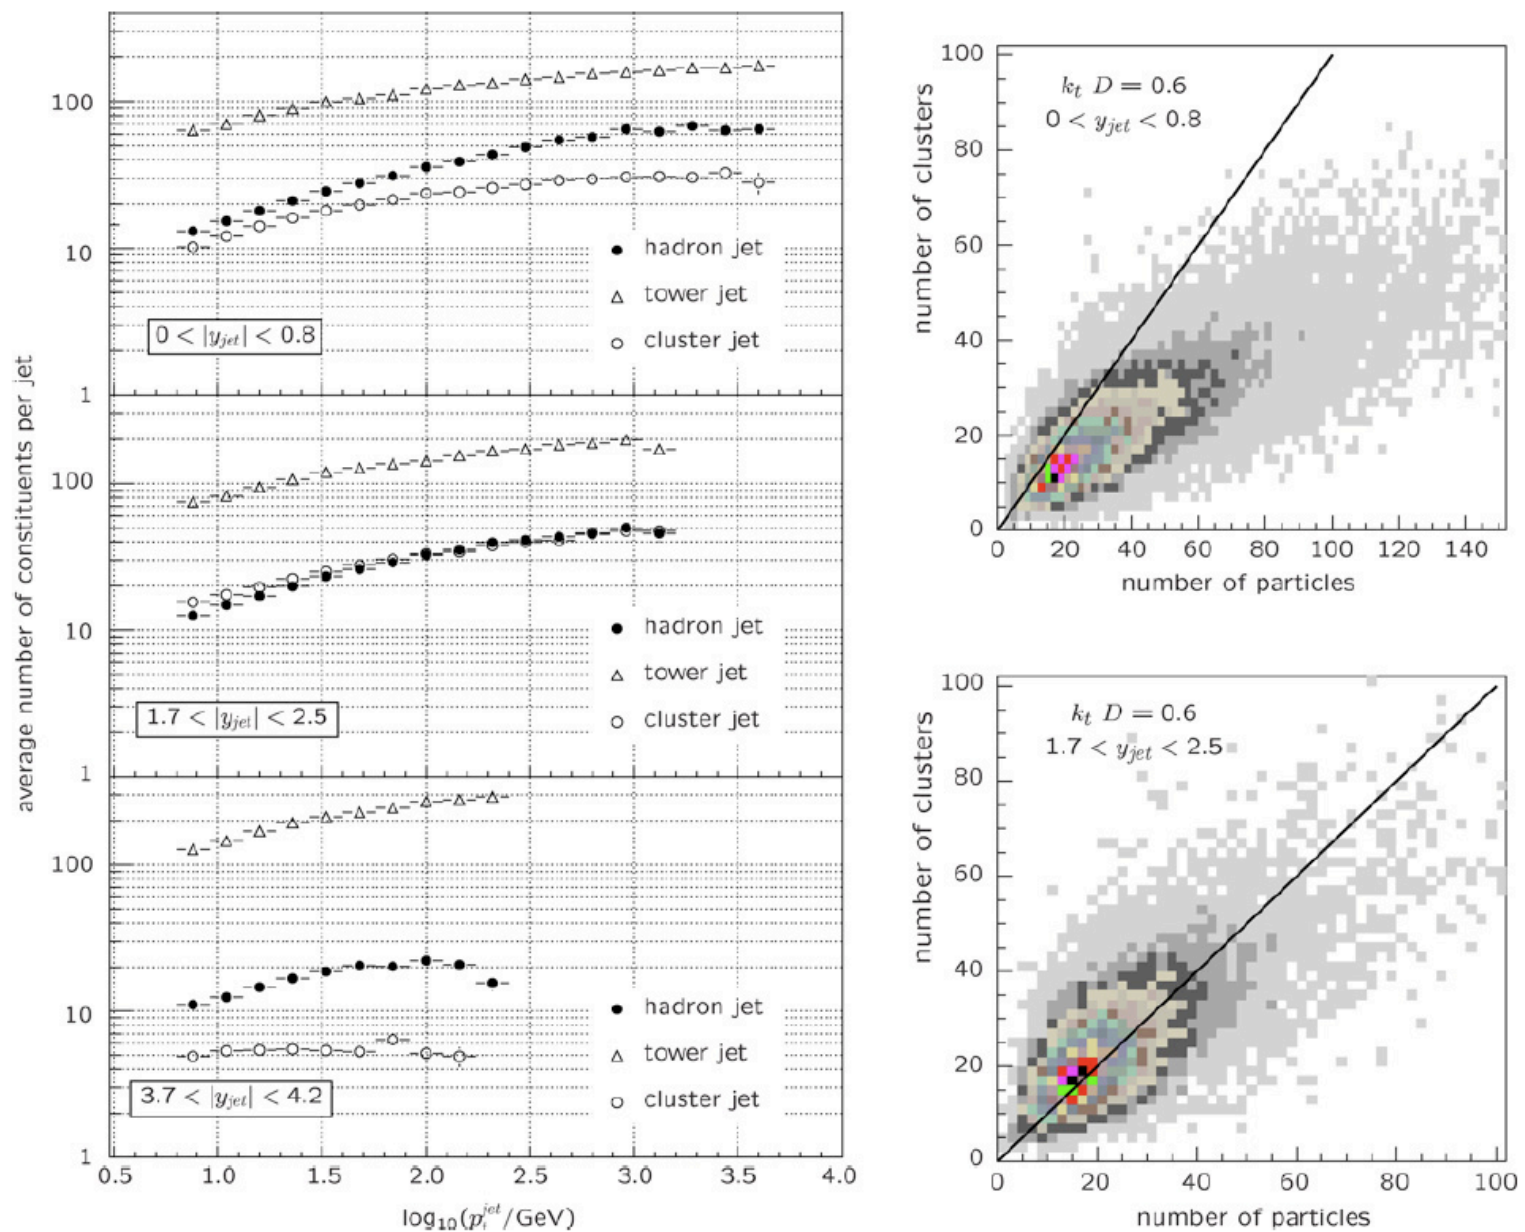 average number of constituents per jet
100
10
1
hadron jet
tower jet
cluster jet
0 < |y_jet| < 0.8
100
10
1
hadron jet
tower jet
cluster jet
1.7 < |y_jet| < 2.5
100
10
1
hadron jet
tower jet
cluster jet
3.7 < |y_jet| < 4.2
0.5 1.0 1.5 2.0 2.5 3.0 3.5 4.0
log10(p_t^jet/GeV)
number of clusters
100
80
60
40
20
0
k_t D = 0.6
0 < y_jet < 0.8
0 20 40 60 80 100 120 140
number of particles
number of clusters
100
80
60
40
20
0
k_t D = 0.6
1.7 < y_jet < 2.5
0 20 40 60 80 100
number of particles